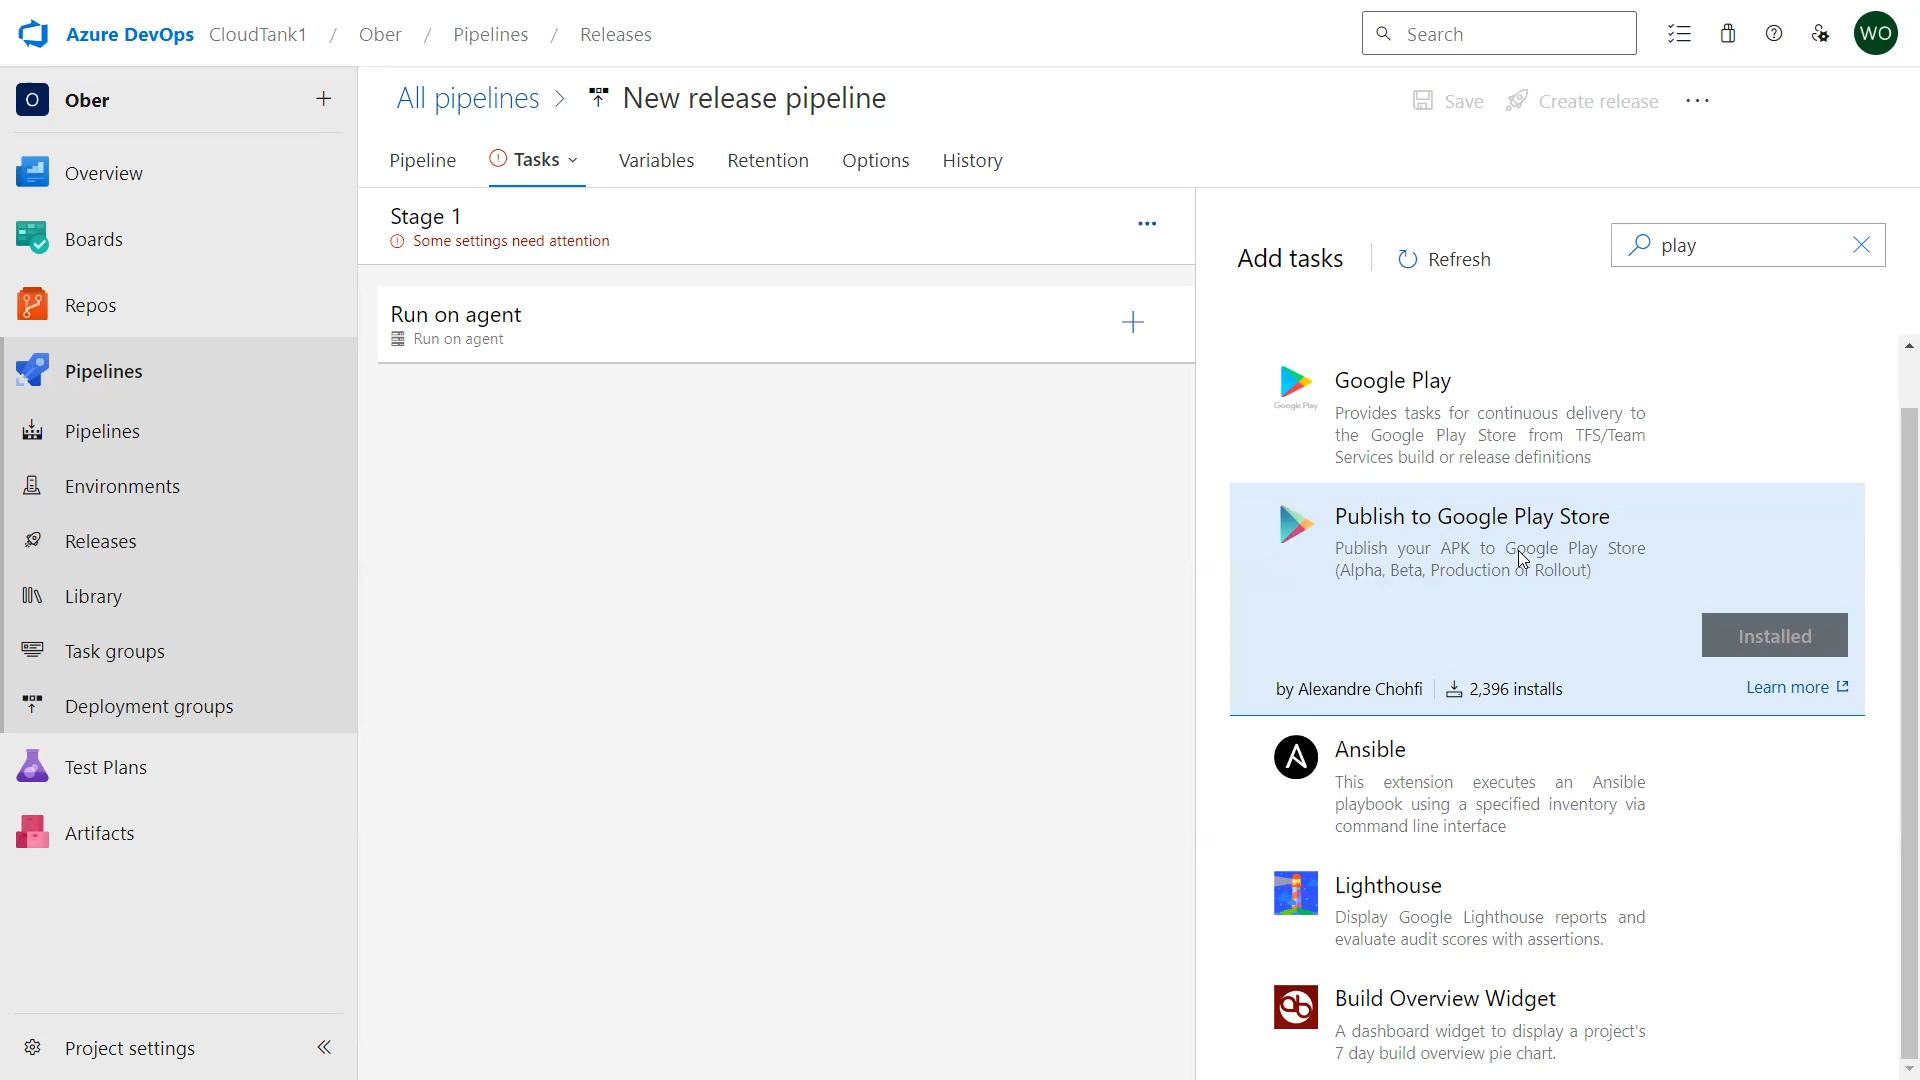 Azure DevOps CloudTank1 / Ober / Pipelines / Releases
Search
WO
O Ober
Overview
Boards
Repos
Pipelines
Pipelines
Environments
Releases
Library
Task groups
Deployment groups
Test Plans
Artifacts
Project settings
All pipelines > New release pipeline
Save Create release
Pipeline Tasks Variables Retention Options History
Stage 1
Some settings need attention
Run on agent
Run on agent
Add tasks Refresh
play
Google Play
Google Play
Provides tasks for continuous delivery to
the Google Play Store from TFS/Team
Services build or release definitions
Publish to Google Play Store
Publish your APK to Google Play Store
(Alpha, Beta, Production or Rollout)
Installed
by Alexandre Chohfi 2,396 installs
Learn more
Ansible
This extension executes an Ansible
playbook using a specified inventory via
command line interface
Lighthouse
Display Google Lighthouse reports and
evaluate audit scores with assertions.
Build Overview Widget
A dashboard widget to display a project's
7 day build overview pie chart.